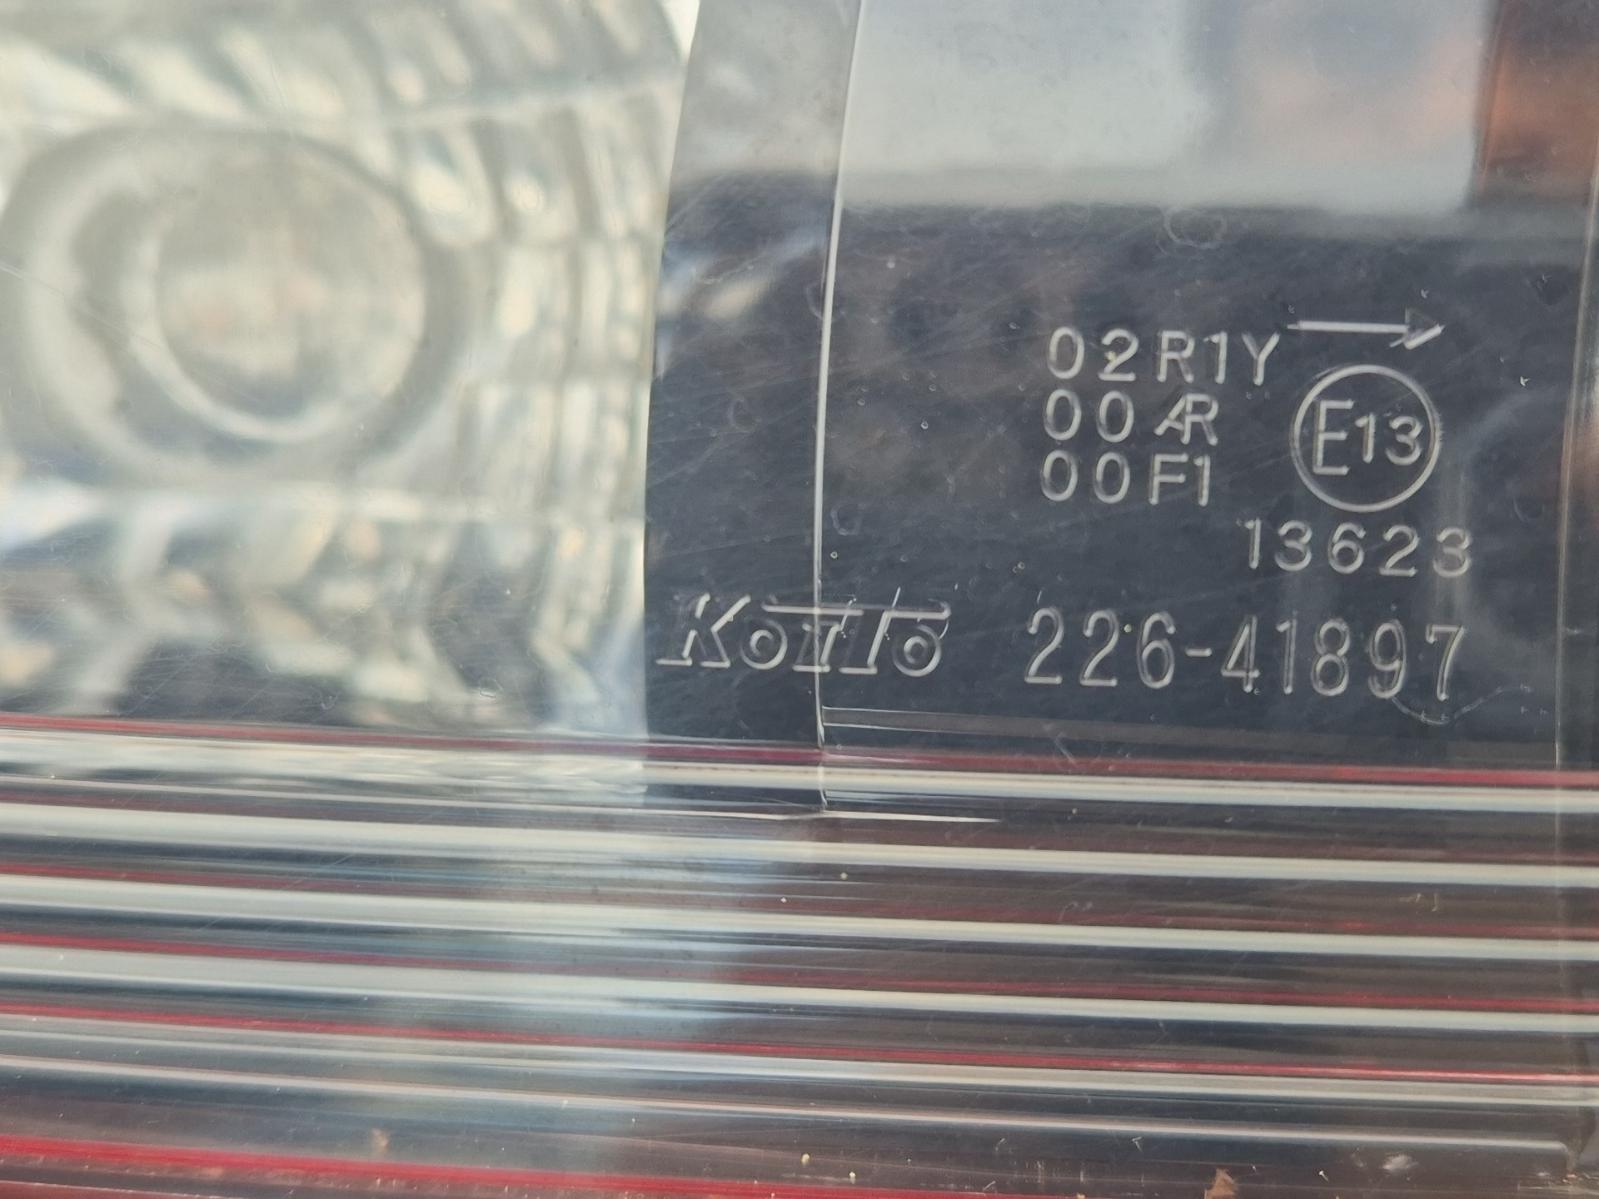 02R1Y →
00AR
00F1
E13
13623
KOITO 226-41897